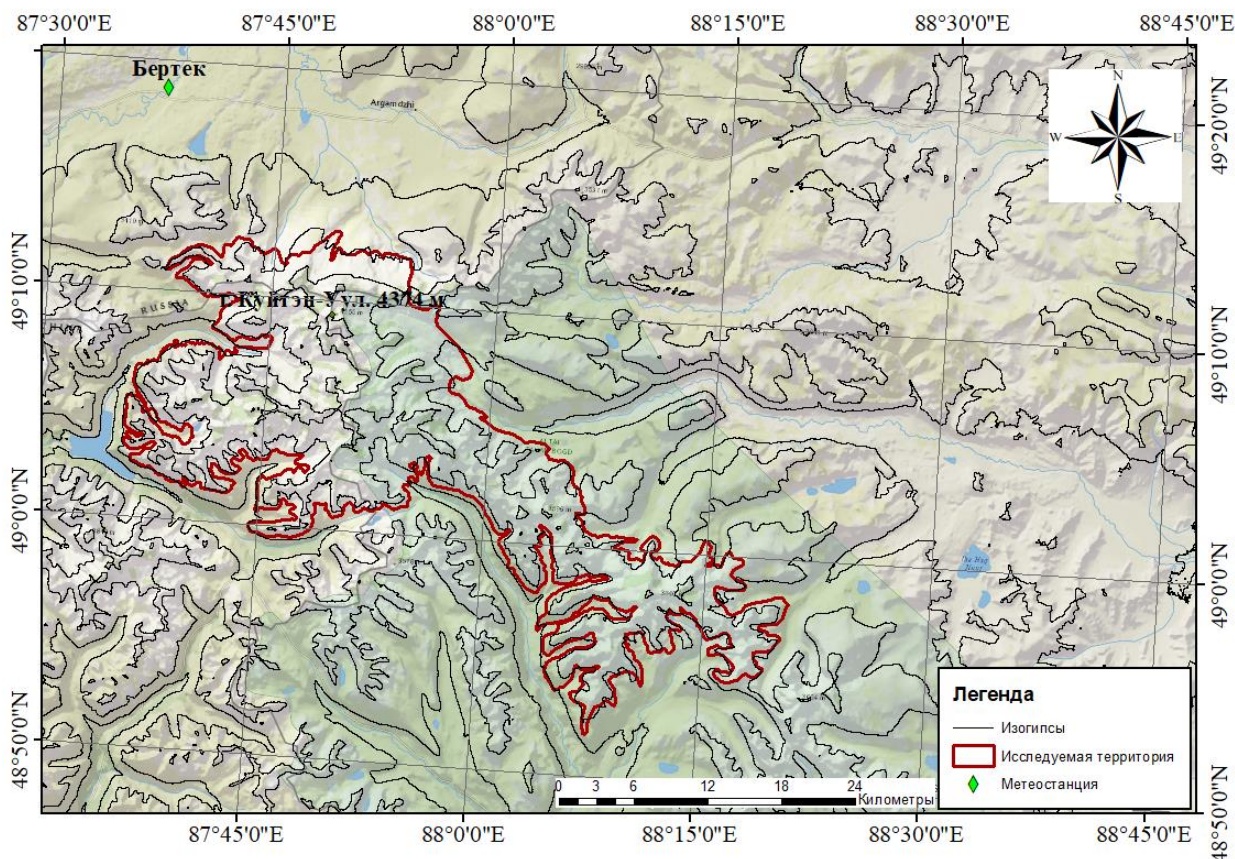 87°30'0"E 87°45'0"E 88°0'0"E 88°15'0"E 88°30'0"E 88°45'0"E
Бертек
Argamdzhi
N
W E
S
49°20'0"N
49°10'0"N
г. Куйтэн-Уул. 4374 м
RUSSIA
49°10'0"N
49°0'0"N
49°0'0"N
48°50'0"N
48°50'0"N
Легенда
Изогипсы
Исследуемая территория
Метеостанция
0 3 6 12 18 24
Километры
87°45'0"E 88°0'0"E 88°15'0"E 88°30'0"E 88°45'0"E